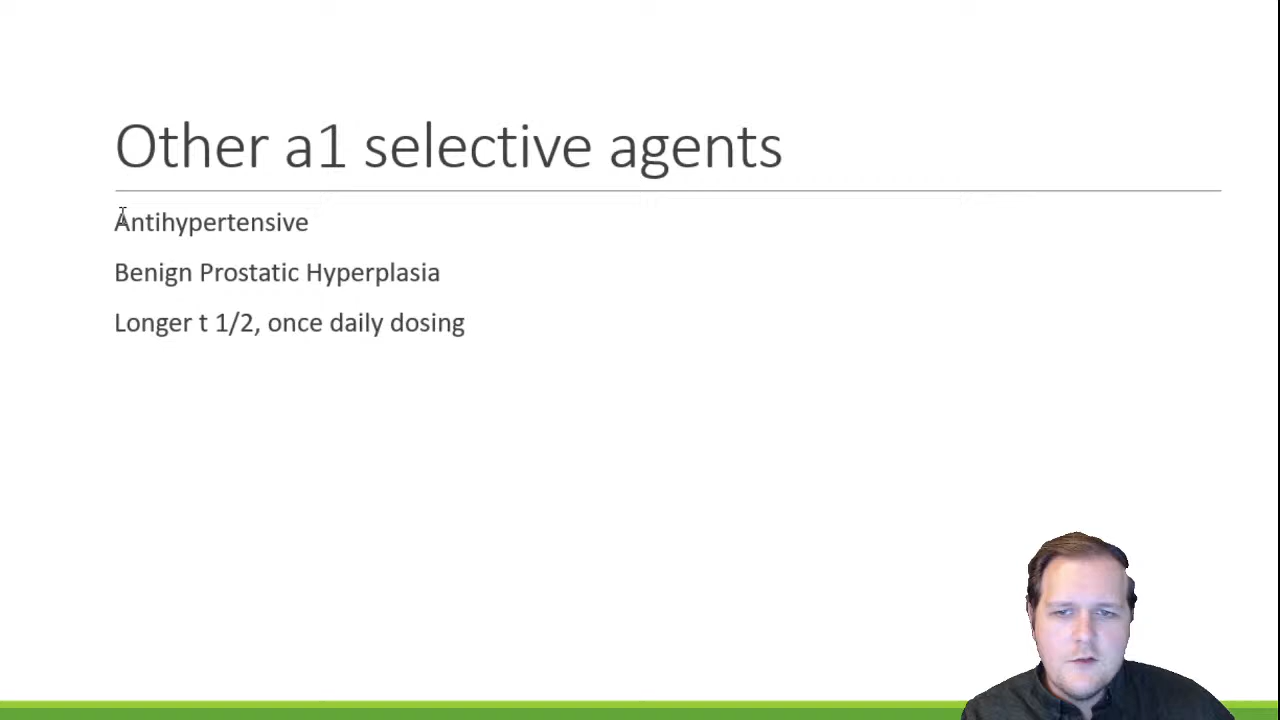 Other a1 selective agents
Antihypertensive
Benign Prostatic Hyperplasia
Longer t 1/2, once daily dosing